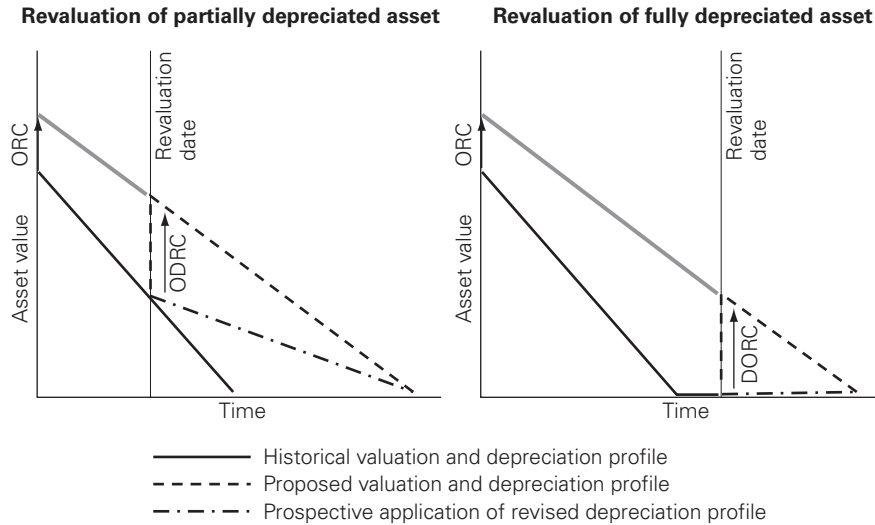 Revaluation of partially depreciated asset
ORC
Asset value
Revaluation
date
ODRC
Time
Revaluation of fully depreciated asset
ORC
Asset value
Revaluation
date
DORC
Time
Historical valuation and depreciation profile
Proposed valuation and depreciation profile
Prospective application of revised depreciation profile